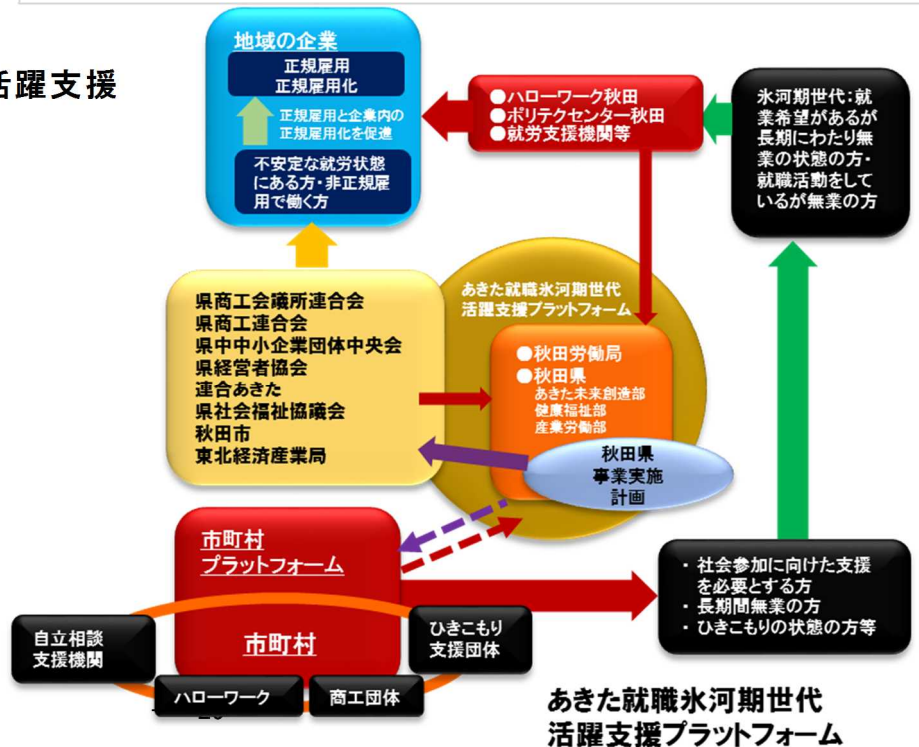 活躍支援
地域の企業
正規雇用
正規雇用化
正規雇用と企業内の
正規雇用化を促進
不安定な就労状態
にある方・非正規雇
用で働く方
●ハローワーク秋田
●ポリテクセンター秋田
●就労支援機関等
氷河期世代：就
業希望があるが
長期にわたり無
業の状態の方・
就職活動をして
いるが無業の方
県商工会議所連合会
県商工連合会
県中中小企業団体中央会
県経営者協会
連合あきた
県社会福祉協議会
秋田市
東北経済産業局
あきた就職氷河期世代
活躍支援プラットフォーム
●秋田労働局
●秋田県
あきた未来創造部
健康福祉部
産業労働部
秋田県
事業実施
計画
市町村
プラットフォーム
市町村
自立相談
支援機関
ハローワーク
商工団体
ひきこもり
支援団体
・社会参加に向けた支援
を必要とする方
・長期間無業の方
・ひきこもりの状態の方等
あきた就職氷河期世代
活躍支援プラットフォーム